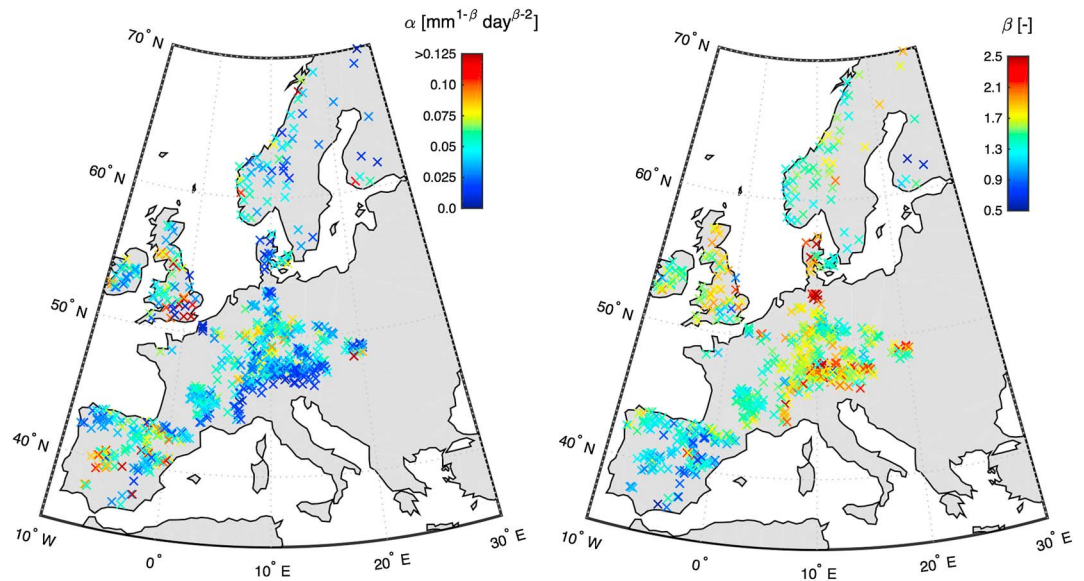 α [mm^{1-β} day^{β-2}]
>0.125
0.10
0.075
0.05
0.025
0.0
70° N
60° N
50° N
40° N
10° W
0°
10° E
20° E
30° E
β [-]
2.5
2.1
1.7
1.3
0.9
0.5
70° N
60° N
50° N
40° N
10° W
0°
10° E
20° E
30° E